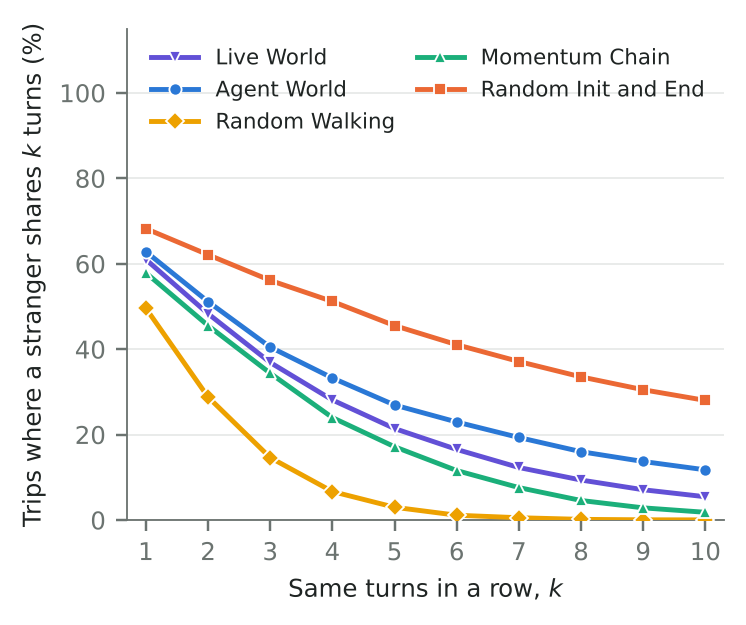 Trips where a stranger shares k turns (%)
Live World
Agent World
Random Walking
Momentum Chain
Random Init and End
100
80
60
40
20
0
1 2 3 4 5 6 7 8 9 10
Same turns in a row, k